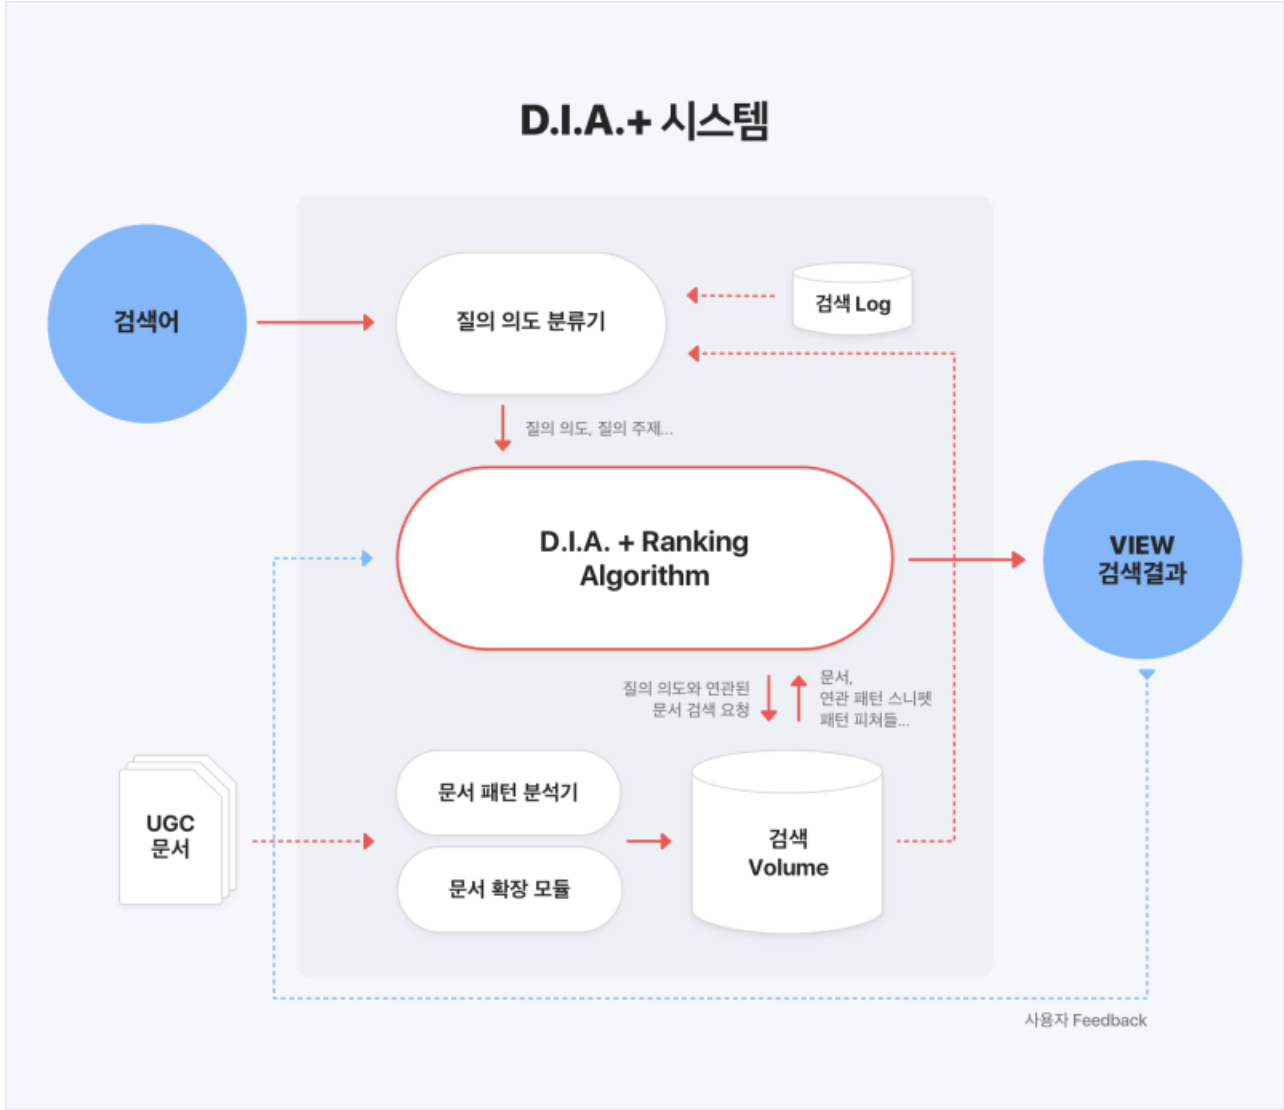 D.I.A.+ 시스템
검색어
질의 의도 분류기
검색 Log
질의 의도, 질의 주제...
D.I.A. + Ranking
Algorithm
VIEW
검색결과
질의 의도와 연관된
문서 검색 요청
문서,
연관 패턴 스니펫
패턴 피쳐들...
UGC
문서
문서 패턴 분석기
문서 확장 모듈
검색
Volume
사용자 Feedback